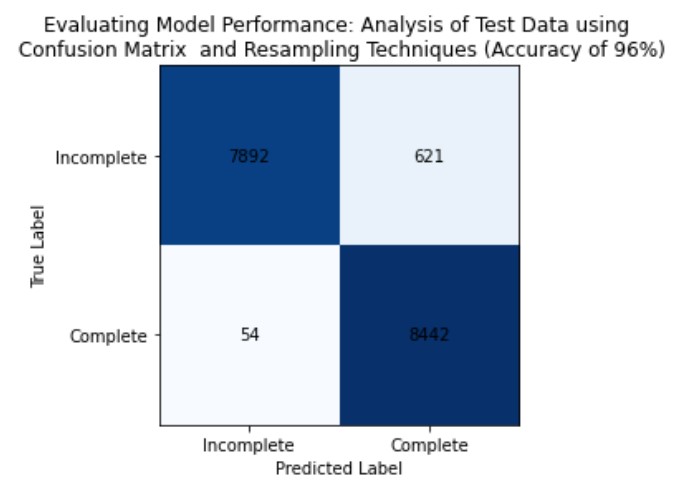 Evaluating Model Performance: Analysis of Test Data using
Confusion Matrix  and Resampling Techniques (Accuracy of 96%)
Incomplete
7892
621
True Label
Complete
54
8442
Incomplete
Complete
Predicted Label